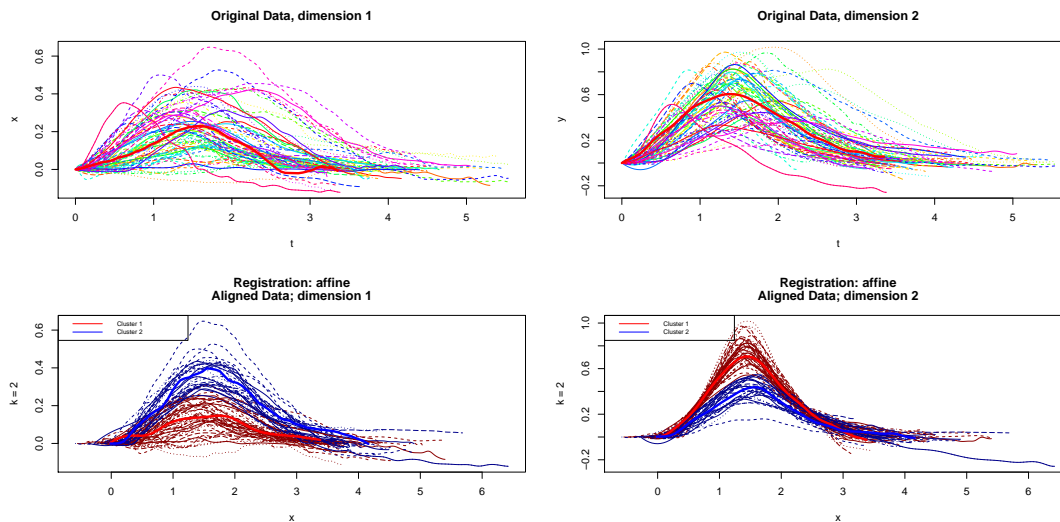 Original Data, dimension 1
x
0.0
0.2
0.4
0.6
0
1
2
3
4
5
t
Original Data, dimension 2
y
−0.2
0.2
0.6
1.0
0
1
2
3
4
5
t
Registration: affine
Aligned Data; dimension 1
Cluster 1
Cluster 2
k = 2
0.0
0.2
0.4
0.6
0
1
2
3
4
5
6
x
Registration: affine
Aligned Data; dimension 2
Cluster 1
Cluster 2
k = 2
−0.2
0.2
0.6
1.0
0
1
2
3
4
5
6
x